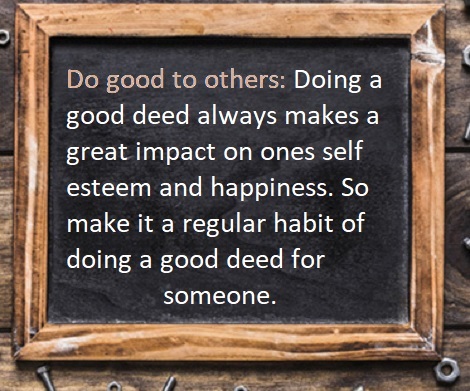 Do good to others: Doing a
good deed always makes a
great impact on ones self
esteem and happiness. So
make it a regular habit of
doing a good deed for
someone.